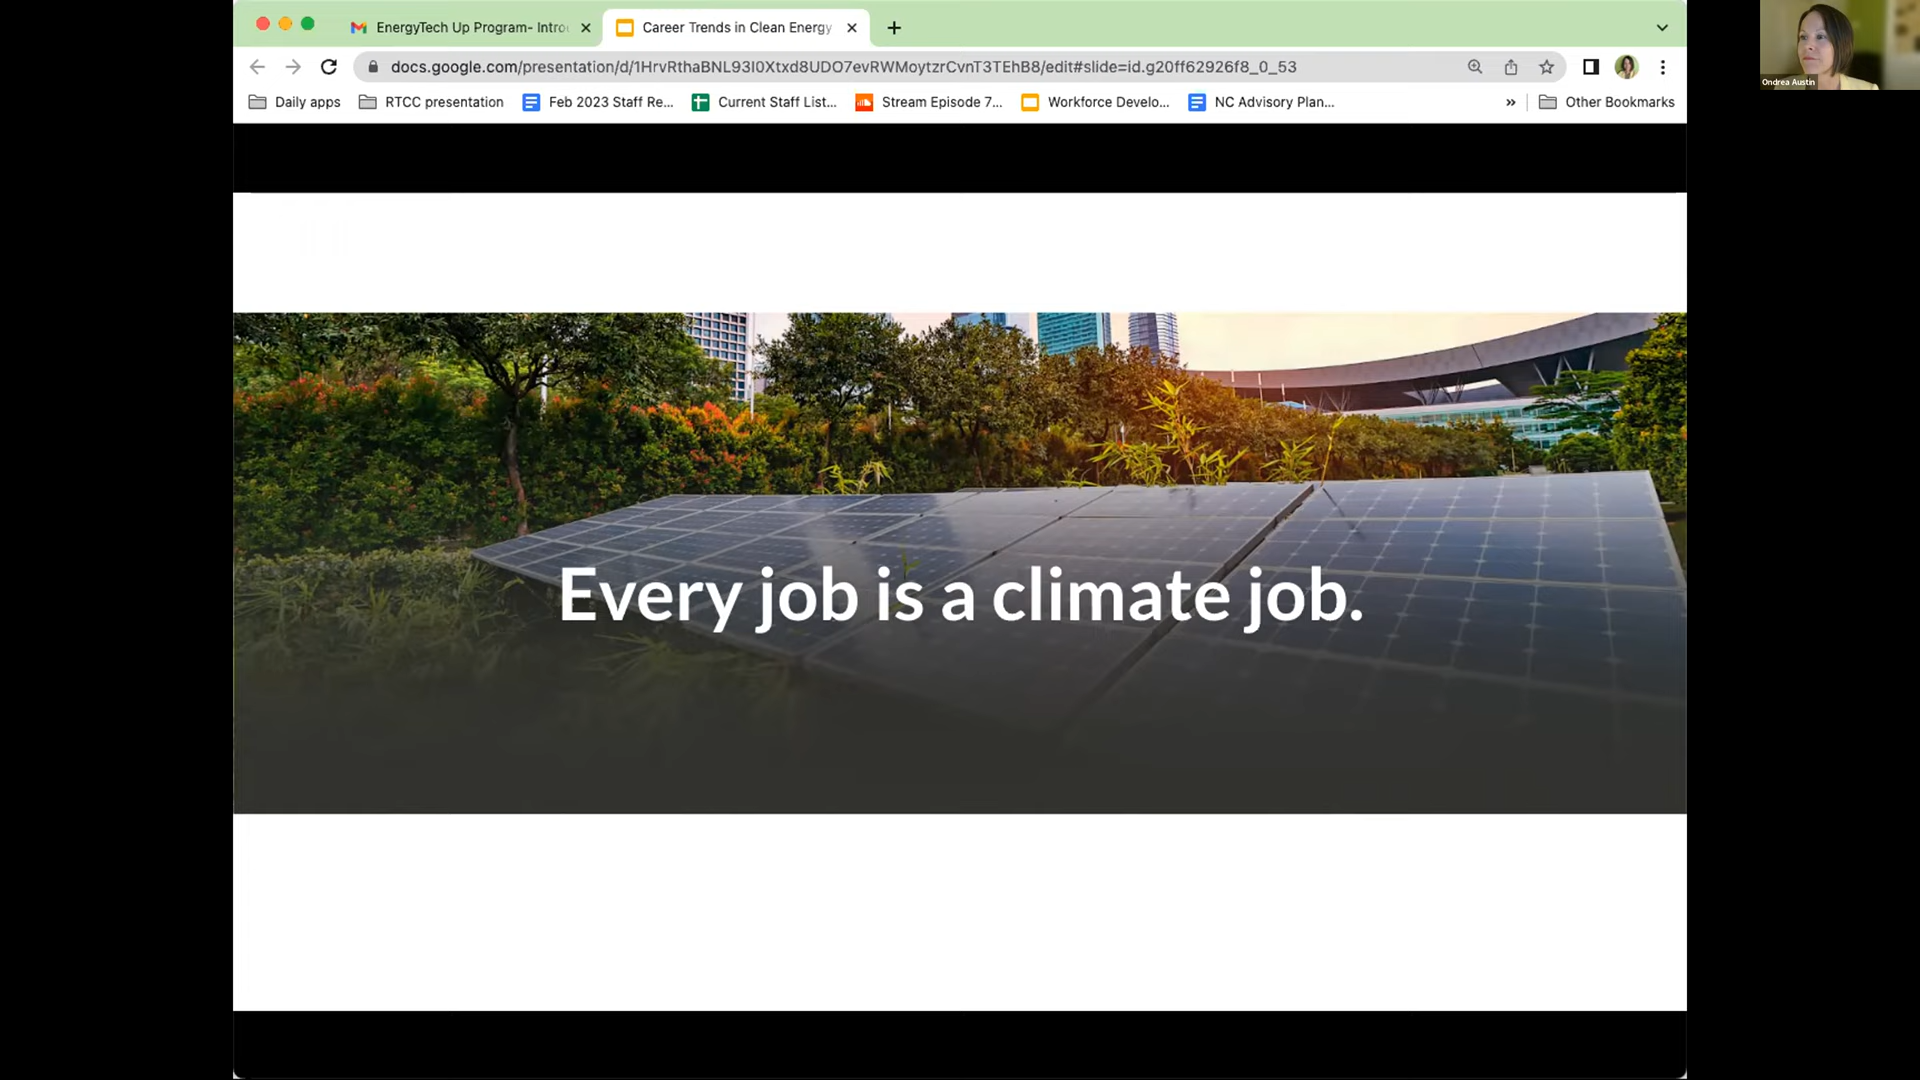 EnergyTech Up Program- Intro
Career Trends in Clean Energy
docs.google.com/presentation/d/1HrvRthaBNL93I0Xtxd8UDO7evRWMoytzrCvnT3TEhB8/edit#slide=id.g20ff62926f8_0_53
Daily apps
RTCC presentation
Feb 2023 Staff Re...
Current Staff List...
Stream Episode 7...
Workforce Develo...
NC Advisory Plan...
»
Other Bookmarks
Ondrea Austin
Every job is a climate job.